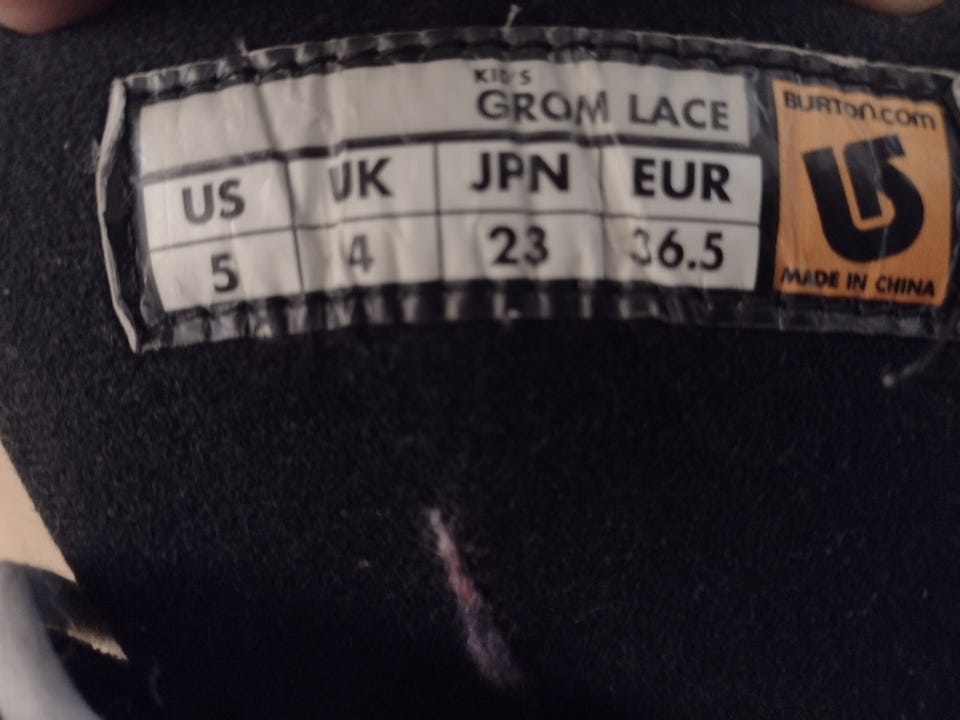 KID'S
GROM LACE
US UK JPN EUR
5 4 23 36.5
BURTON.COM
MADE IN CHINA